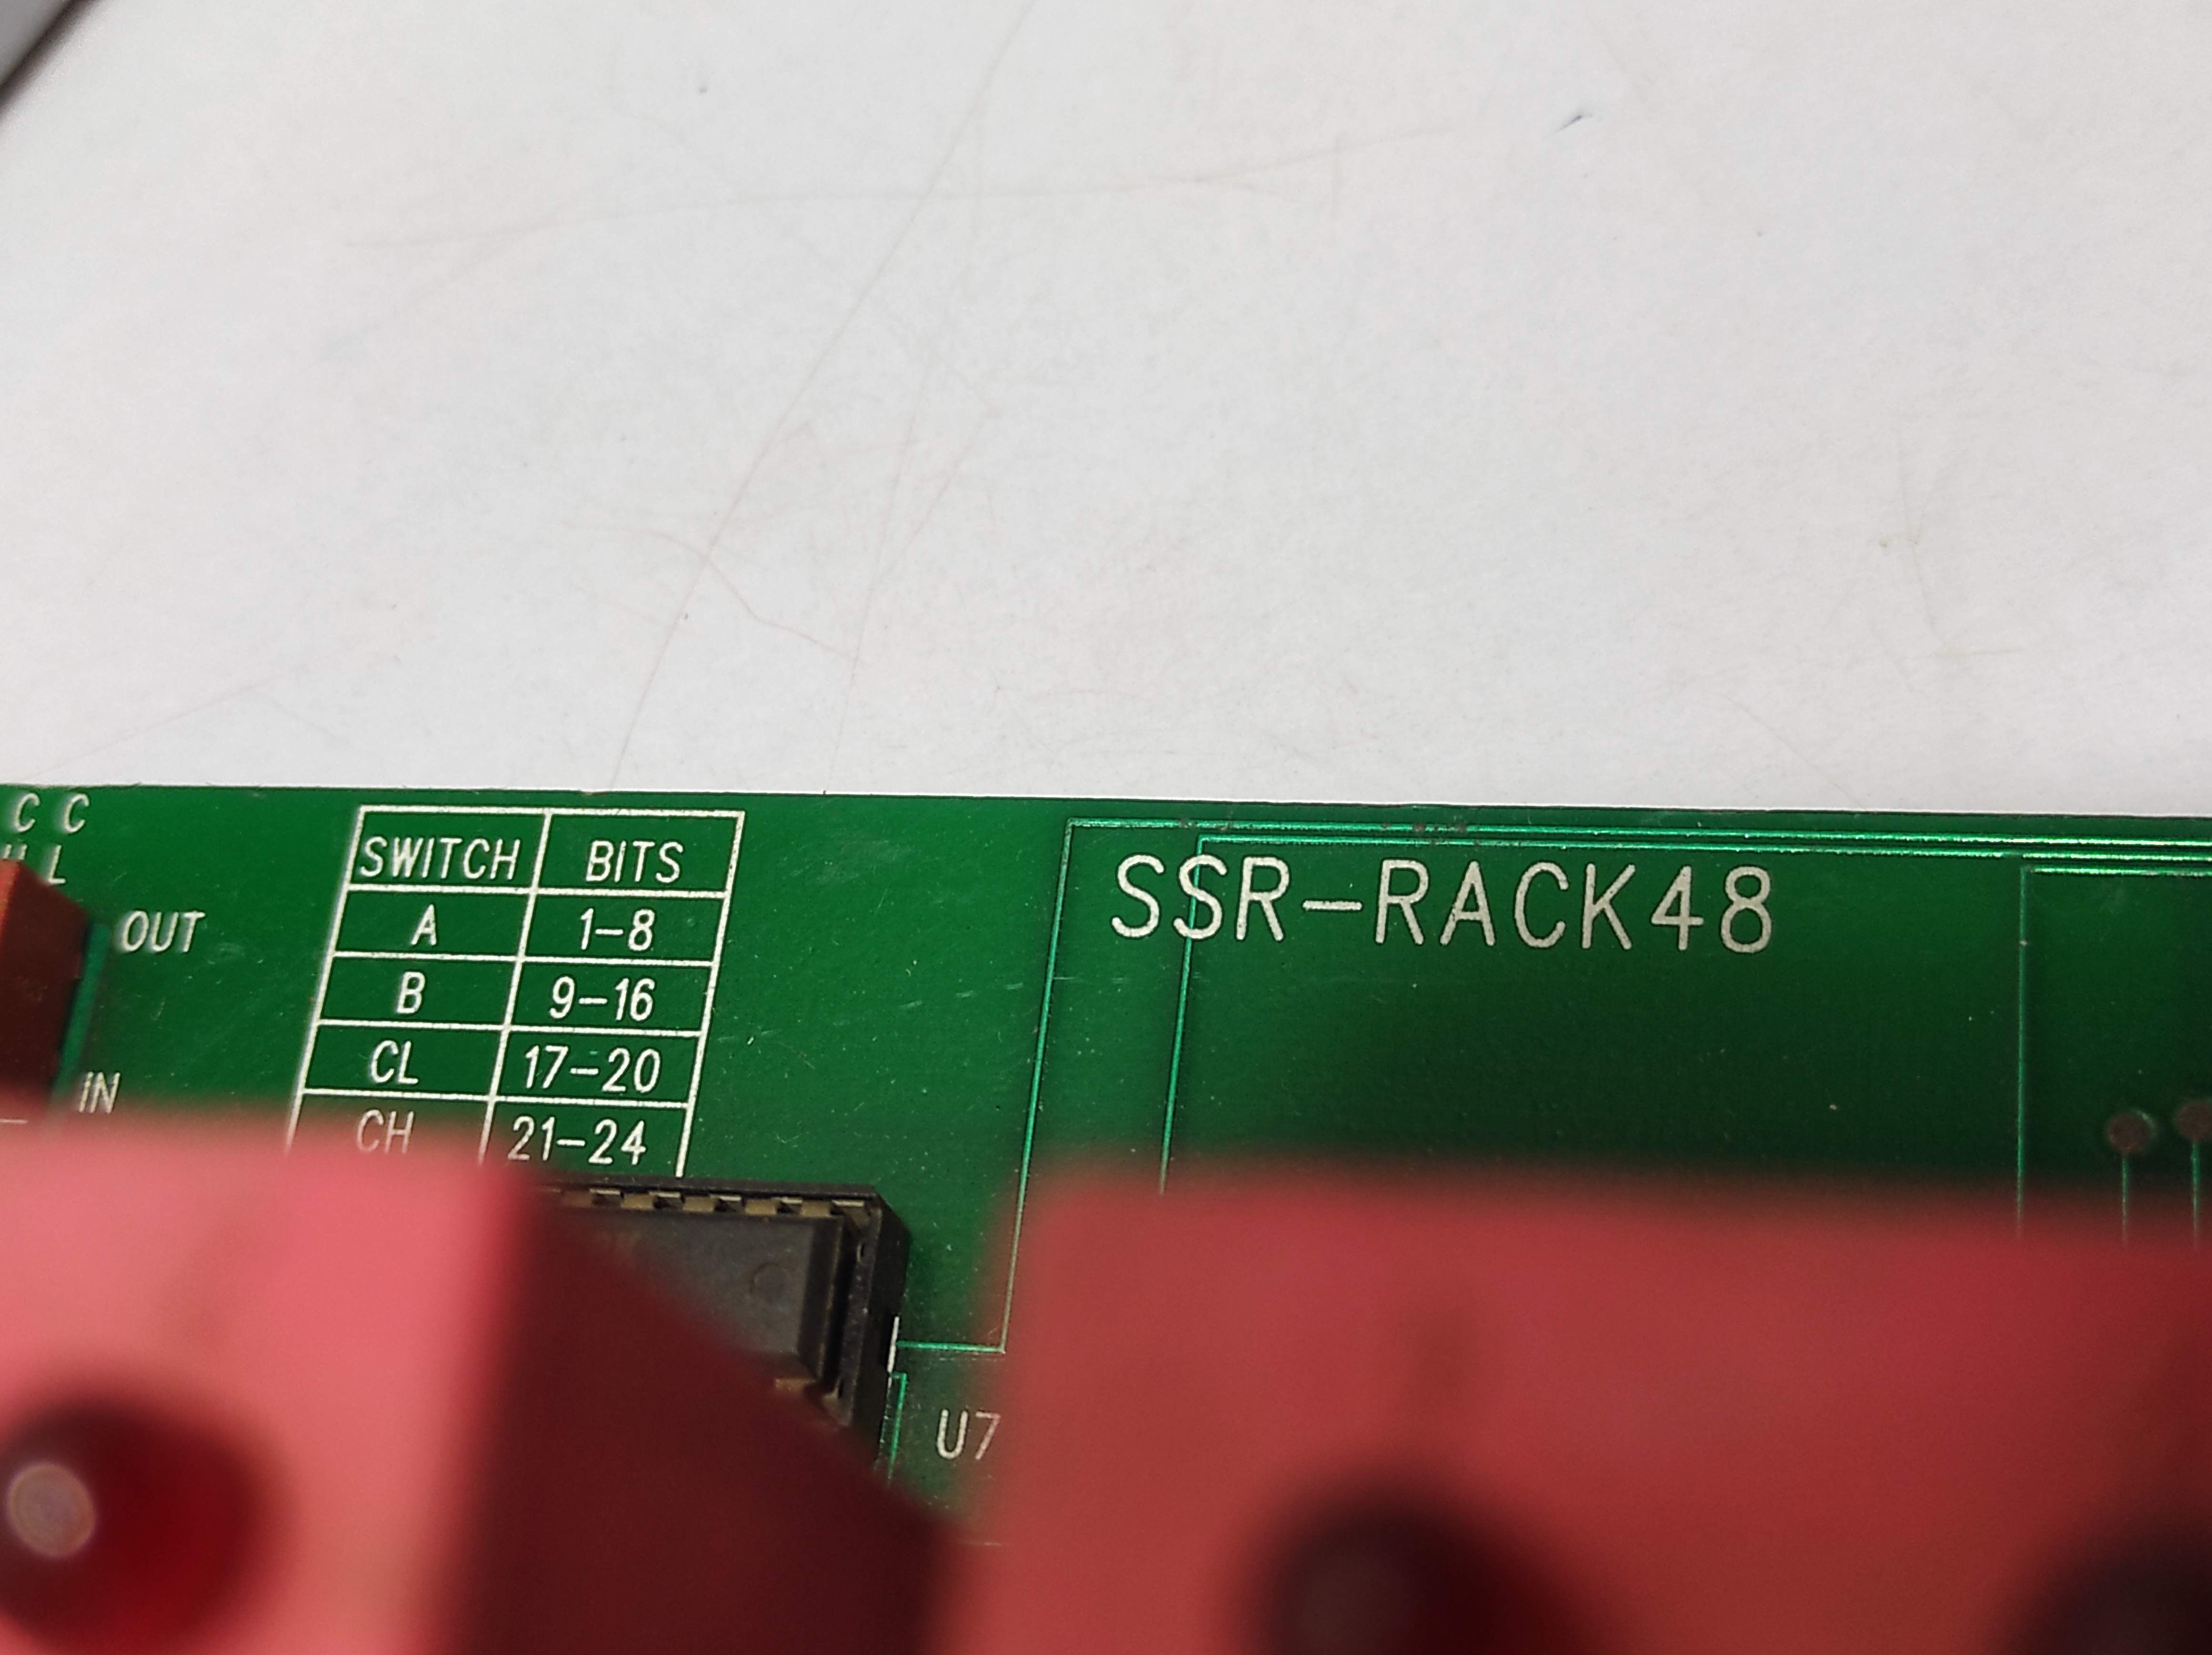 C C
H L
OUT
IN
SWITCH BITS
A 1-8
B 9-16
CL 17-20
CH 21-24
SSR-RACK48
U7